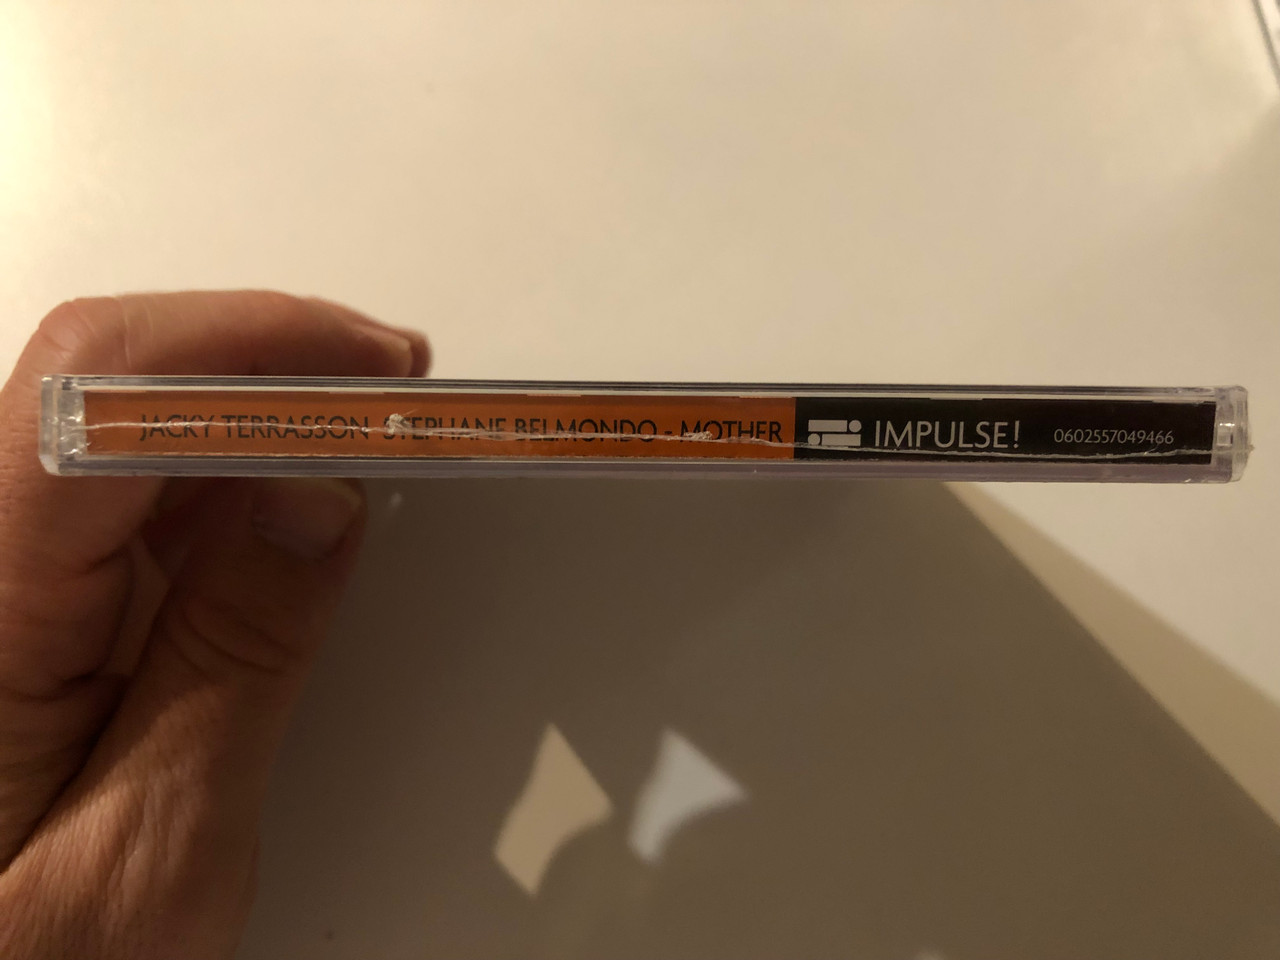 JACKY TERRASSON STEPHANE BELMONDO - MOTHER IMPULSE! 0602557049466